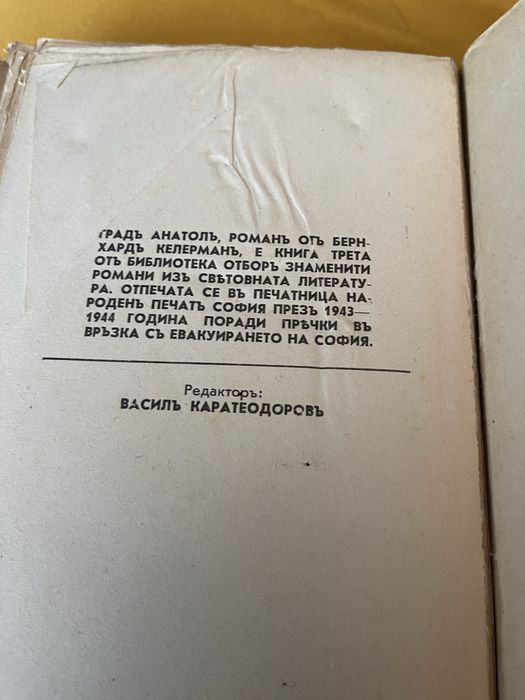 ГРАДЪ АНАТОЛЪ, РОМАНЪ ОТЪ БЕРН-
ХАРДЪ КЕЛЕРМАНЪ, Е КНИГА ТРЕТА
ОТЪ БИБЛИОТЕКА ОТБОРЪ ЗНАМЕНИТИ
РОМАНИ ИЗЪ СВѢТОВНАТА ЛИТЕРАТУ-
РА. ОТПЕЧАТА СЕ ВЪ ПЕЧАТНИЦА НА-
РОДЕНЪ ПЕЧАТЪ СОФИЯ ПРЕЗЪ 1943—
1944 ГОДИНА ПОРАДИ ПРѢЧКИ ВЪ
ВРЪЗКА СЪ ЕВАКУИРАНЕТО НА СОФИЯ.
Редакторъ:
ВАСИЛЪ КАРАТЕОДОРОВЪ